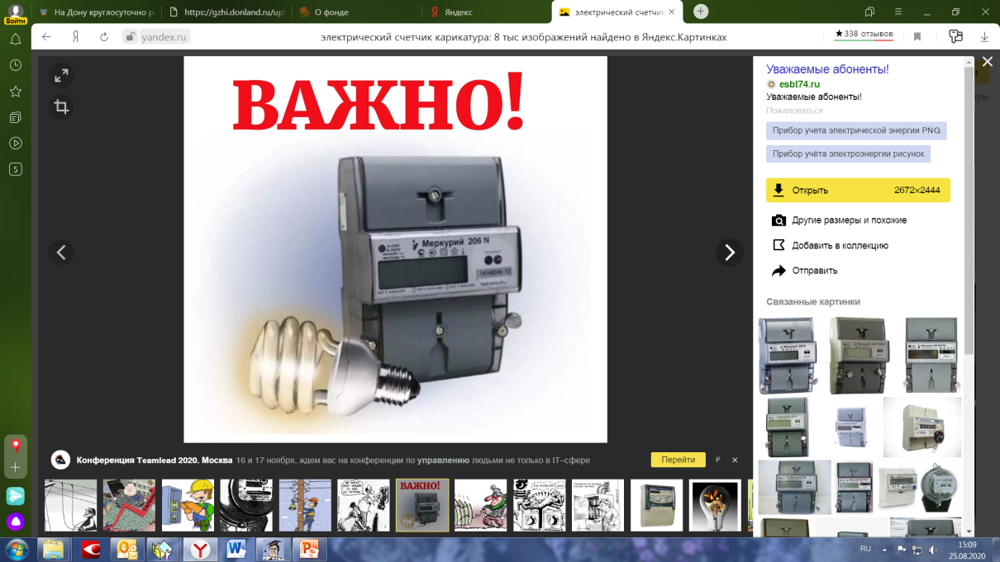 Войти
На Дону круглосуточно р
https://gzhi.donland.ru/upl
О фонде
Яндекс
электрический счетчик
yandex.ru
электрический счетчик карикатура: 8 тыс изображений найдено в Яндекс.Картинках
★338 отзывов
5
ВАЖНО!
Меркурий 206 N
Уважаемые абоненты!
esbt74.ru
Уважаемые абоненты!
Пожаловаться
Прибор учета электрической энергии PNG
Прибор учёта электроэнергии рисунок
Открыть 2672×2444
Другие размеры и похожие
Добавить в коллекцию
Отправить
Связанные картинки
Конференция Teamlead 2020. Москва 16 и 17 ноября, ждем вас на конференции по управлению людьми не только в IT–сфере
Перейти
ВАЖНО!
RU
15:09
25.08.2020